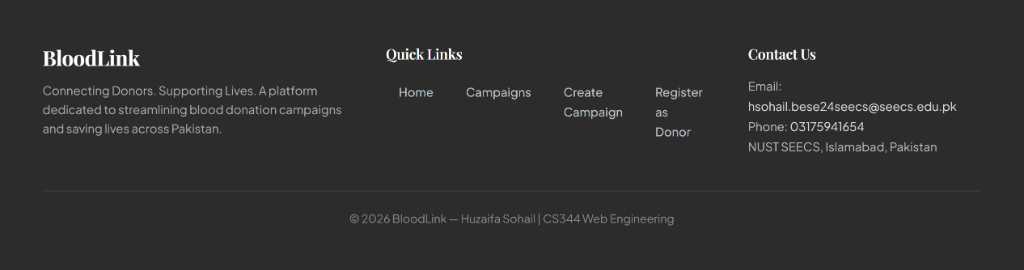 BloodLink
Connecting Donors. Supporting Lives. A platform
dedicated to streamlining blood donation campaigns
and saving lives across Pakistan.
Quick Links
Home
Campaigns
Create
Campaign
Register
as
Donor
Contact Us
Email:
hsohail.bese24seecs@seecs.edu.pk
Phone: 03175941654
NUST SEECS, Islamabad, Pakistan
© 2026 BloodLink — Huzaifa Sohail | CS344 Web Engineering